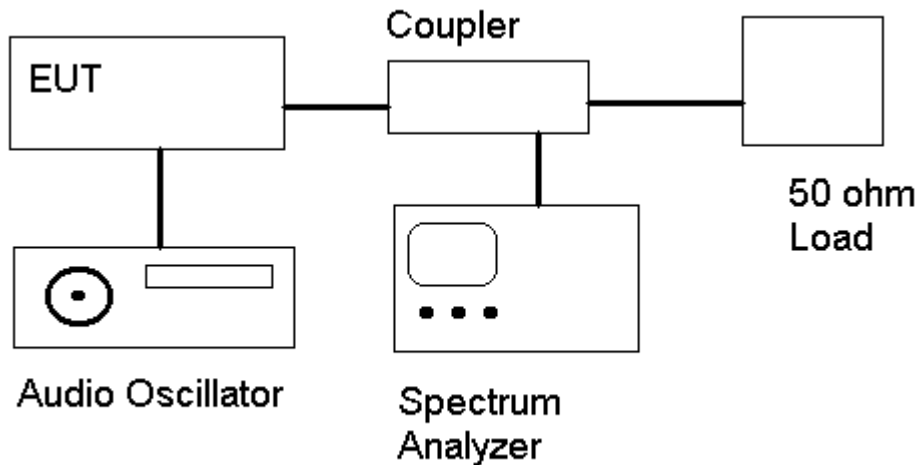 Coupler
EUT
50 ohm
Load
Audio Oscillator
Spectrum
Analyzer